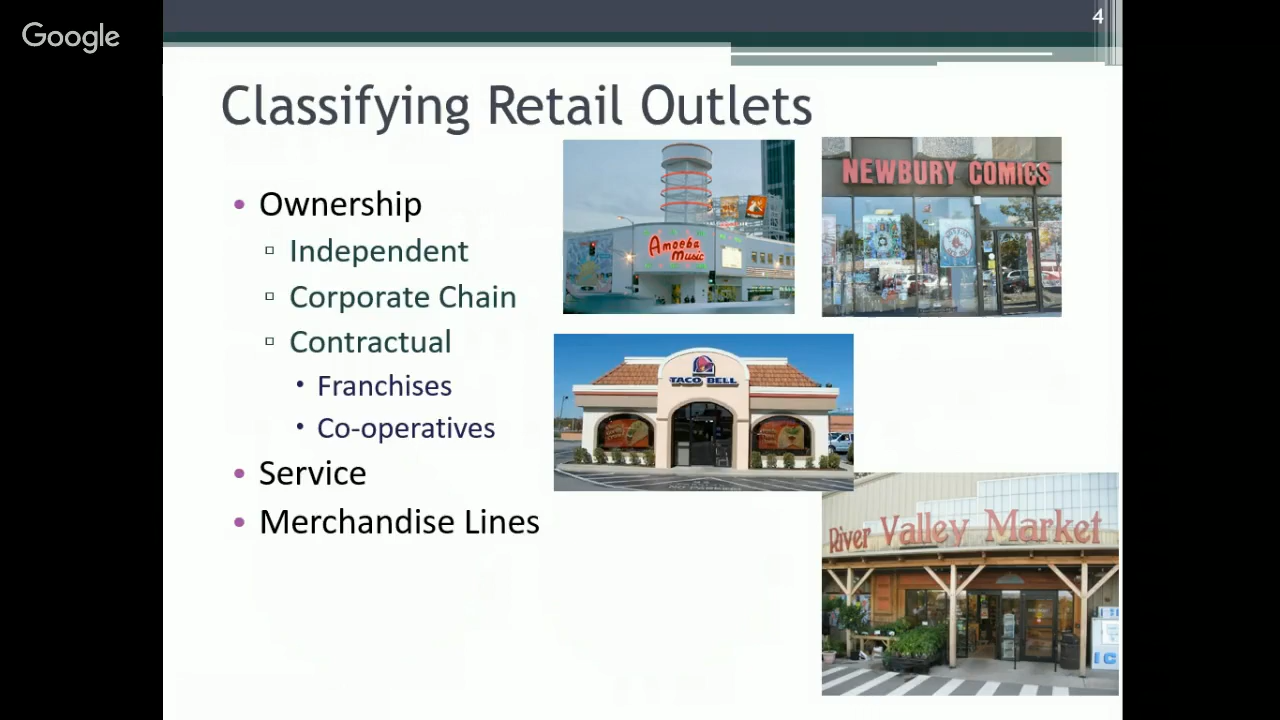 Google
4
Classifying Retail Outlets
Ownership
Independent
Corporate Chain
Contractual
Franchises
Co-operatives
Service
Merchandise Lines
Amoeba
Music
NEWBURY COMICS
TACO BELL
River Valley Market
IC